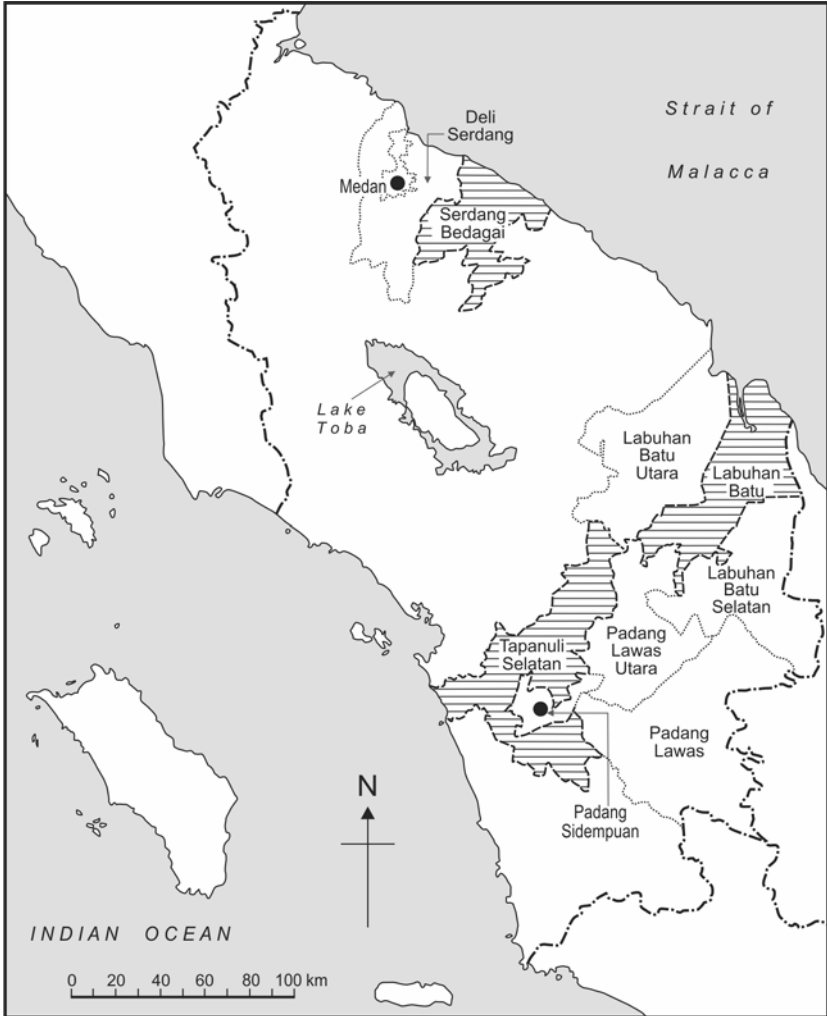 Strait of
Malacca
Deli
Serdang
Medan
Serdang
Bedagai
Lake
Toba
Labuhan
Batu
Utara
Labuhan
Batu
Labuhan
Batu
Selatan
Padang
Lawas
Utara
Tapanuli
Selatan
Padang
Lawas
Padang
Sidempuan
N
INDIAN OCEAN
0 20 40 60 80 100 km